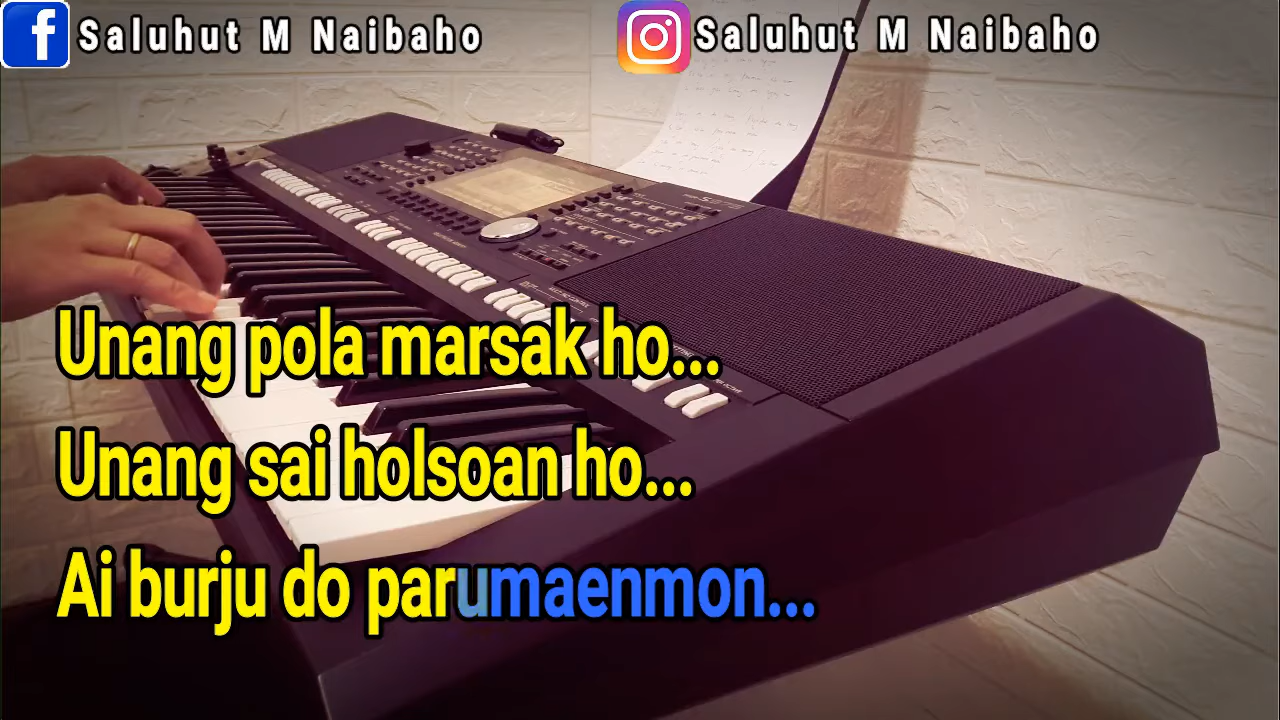 Saluhut M Naibaho
Saluhut M Naibaho
Unang pola marsak ho...
Unang sai holsoan ho...
Ai burju do parumaenmon...